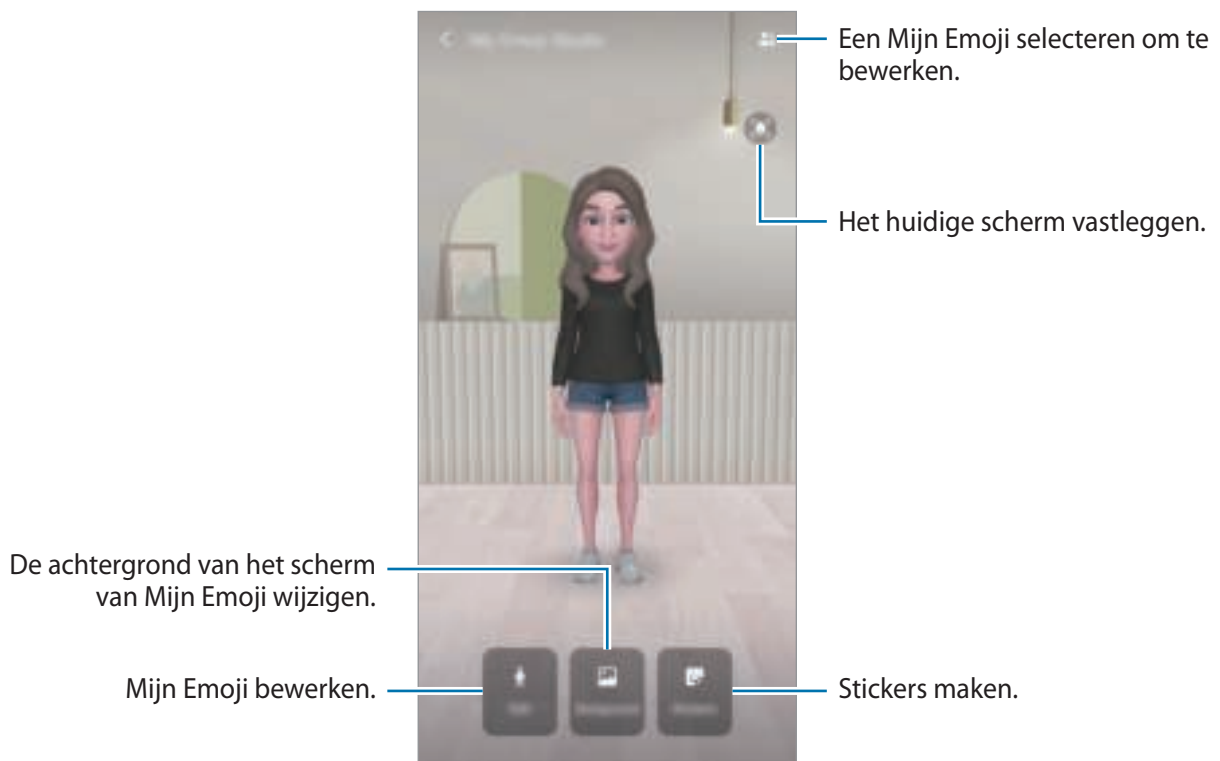 Een Mijn Emoji selecteren om te
bewerken.
Het huidige scherm vastleggen.
De achtergrond van het scherm
van Mijn Emoji wijzigen.
Mijn Emoji bewerken.
Stickers maken.